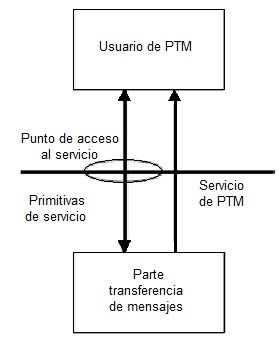 Usuario de PTM
Punto de acceso
al servicio
Primitivas
de servicio
Servicio
de PTM
Parte
transferencia
de mensajes